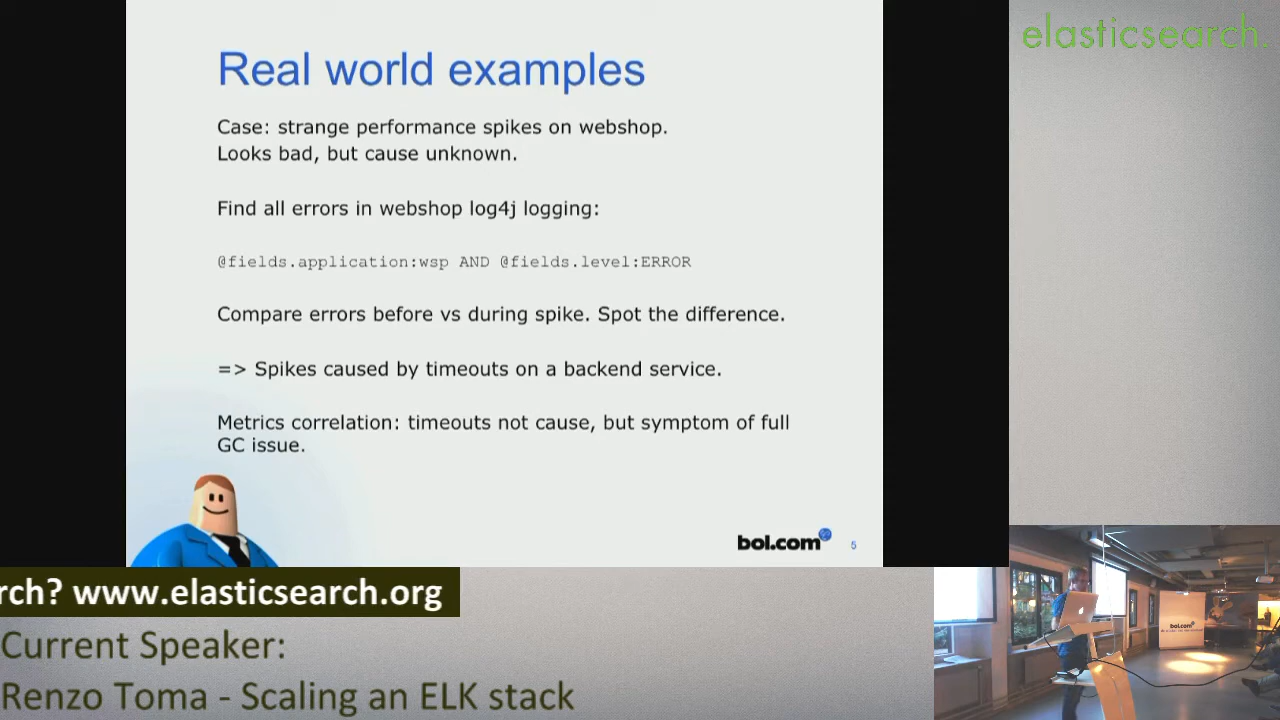 elasticsearch.
Real world examples
Case: strange performance spikes on webshop.
Looks bad, but cause unknown.
Find all errors in webshop log4j logging:
@fields.application:wsp AND @fields.level:ERROR
Compare errors before vs during spike. Spot the difference.
=> Spikes caused by timeouts on a backend service.
Metrics correlation: timeouts not cause, but symptom of full
GC issue.
bol.com
5
rch? www.elasticsearch.org
Current Speaker:
Renzo Toma - Scaling an ELK stack
bol.com